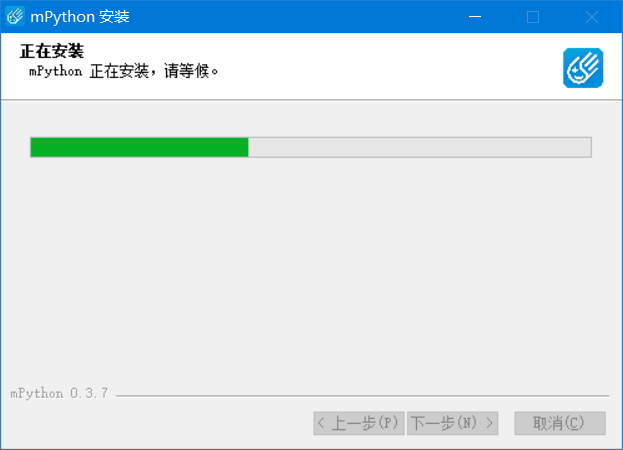 mPython 安装
正在安装
mPython 正在安装，请等候。
mPython 0.3.7
< 上一步(P)
下一步(N) >
取消(C)